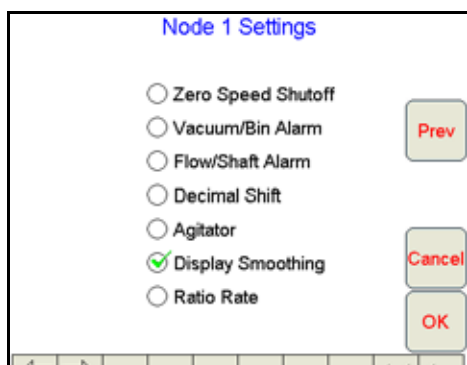 Node 1 Settings
Zero Speed Shutoff
Vacuum/Bin Alarm
Prev
Flow/Shaft Alarm
Decimal Shift
Agitator
Display Smoothing
Cancel
Ratio Rate
OK